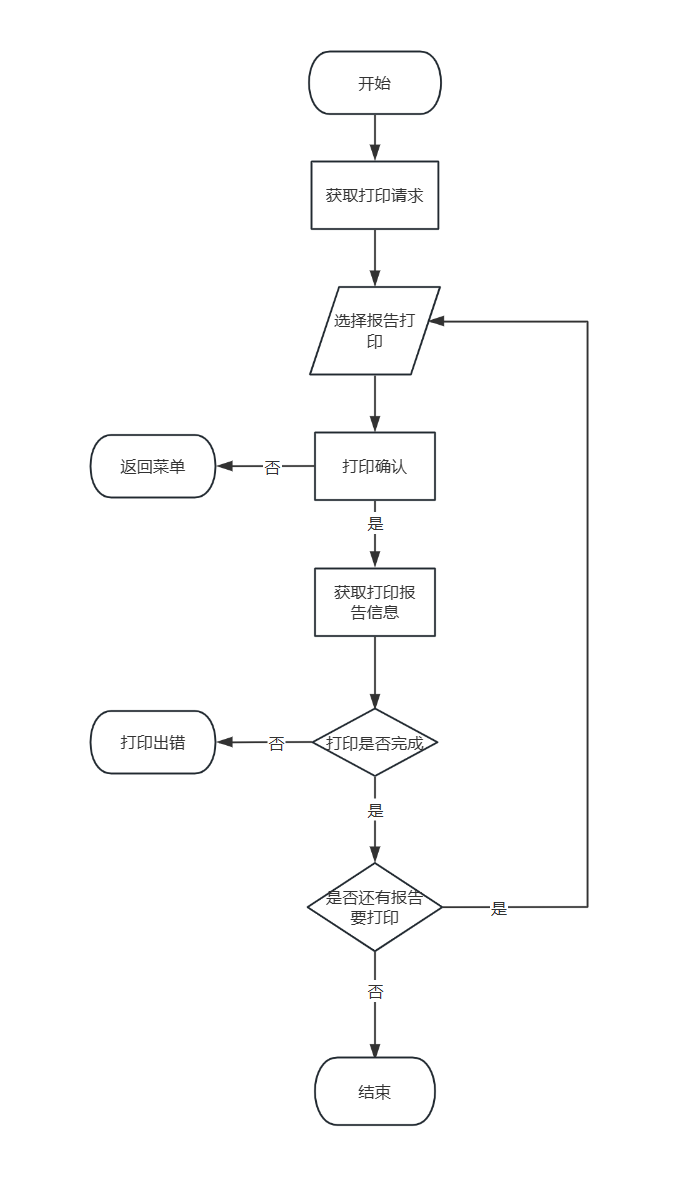 开始
获取打印请求
选择报告打
印
返回菜单
否
打印确认
是
获取打印报
告信息
打印出错
否
打印是否完成
是
是否还有报告
要打印
是
否
结束